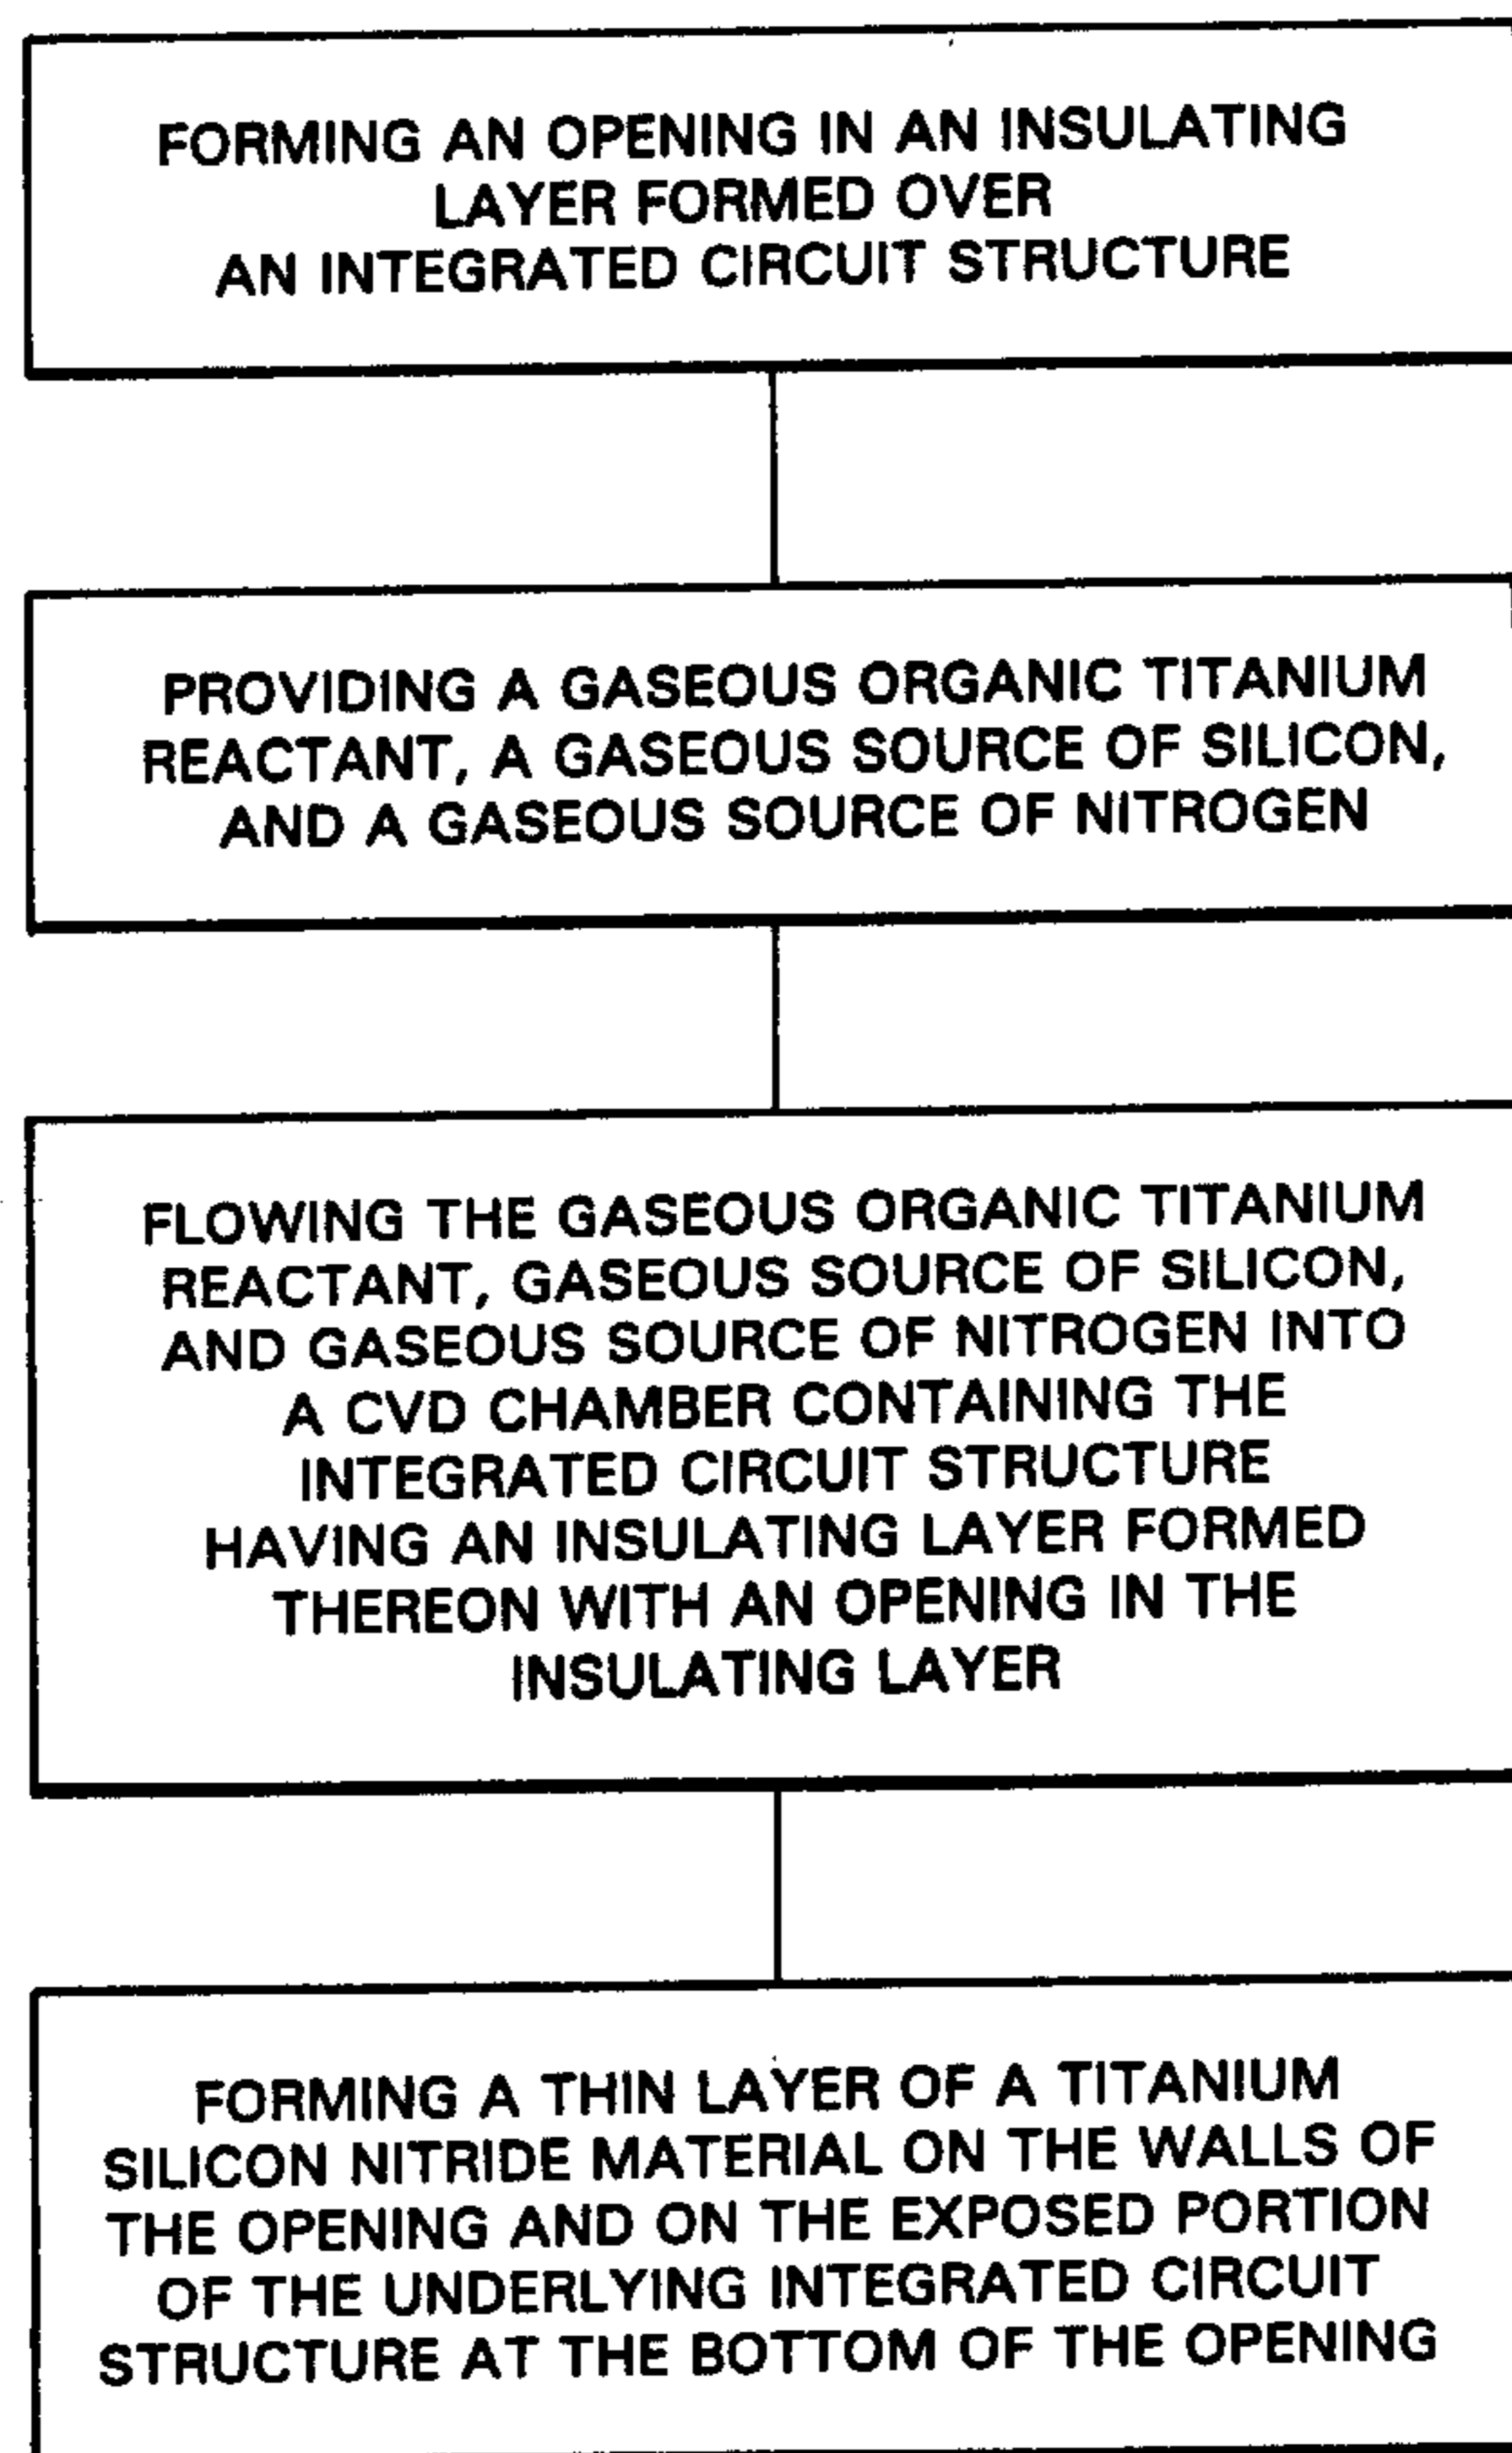 FORMING AN OPENING IN AN INSULATING
LAYER FORMED OVER
AN INTEGRATED CIRCUIT STRUCTURE
PROVIDING A GASEOUS ORGANIC TITANIUM
REACTANT, A GASEOUS SOURCE OF SILICON,
AND A GASEOUS SOURCE OF NITROGEN
FLOWING THE GASEOUS ORGANIC TITANIUM
REACTANT, GASEOUS SOURCE OF SILICON,
AND GASEOUS SOURCE OF NITROGEN INTO
A CVD CHAMBER CONTAINING THE
INTEGRATED CIRCUIT STRUCTURE
HAVING AN INSULATING LAYER FORMED
THEREON WITH AN OPENING IN THE
INSULATING LAYER
FORMING A THIN LAYER OF A TITANIUM
SILICON NITRIDE MATERIAL ON THE WALLS OF
THE OPENING AND ON THE EXPOSED PORTION
OF THE UNDERLYING INTEGRATED CIRCUIT
STRUCTURE AT THE BOTTOM OF THE OPENING